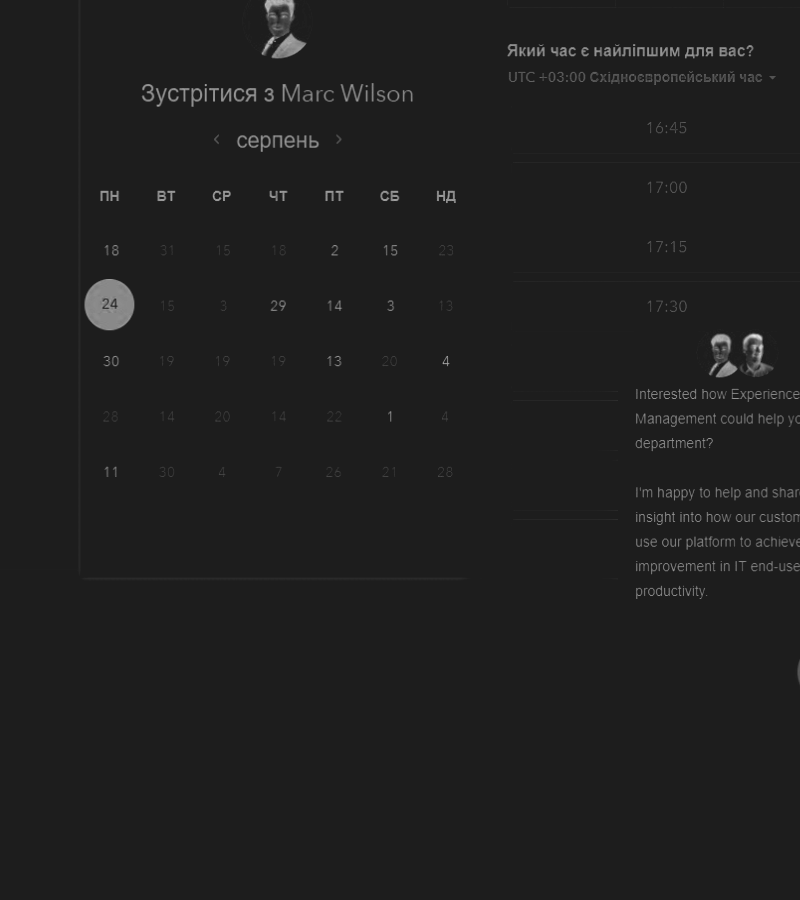 Зустрітися з Marc Wilson
серпень
ПН ВТ СР ЧТ ПТ СБ НД
18 31 15 18 2 15 23
24 15 3 29 14 3 13
30 19 19 19 13 20 4
28 14 20 14 22 1 4
11 30 4 7 26 21 28
Який час є найліпшим для вас?
UTC +03:00 Східноєвропейський час
16:45
17:00
17:15
17:30
Interested how Experience
Management could help yo
department?
I'm happy to help and shar
insight into how our custom
use our platform to achieve
improvement in IT end-use
productivity.